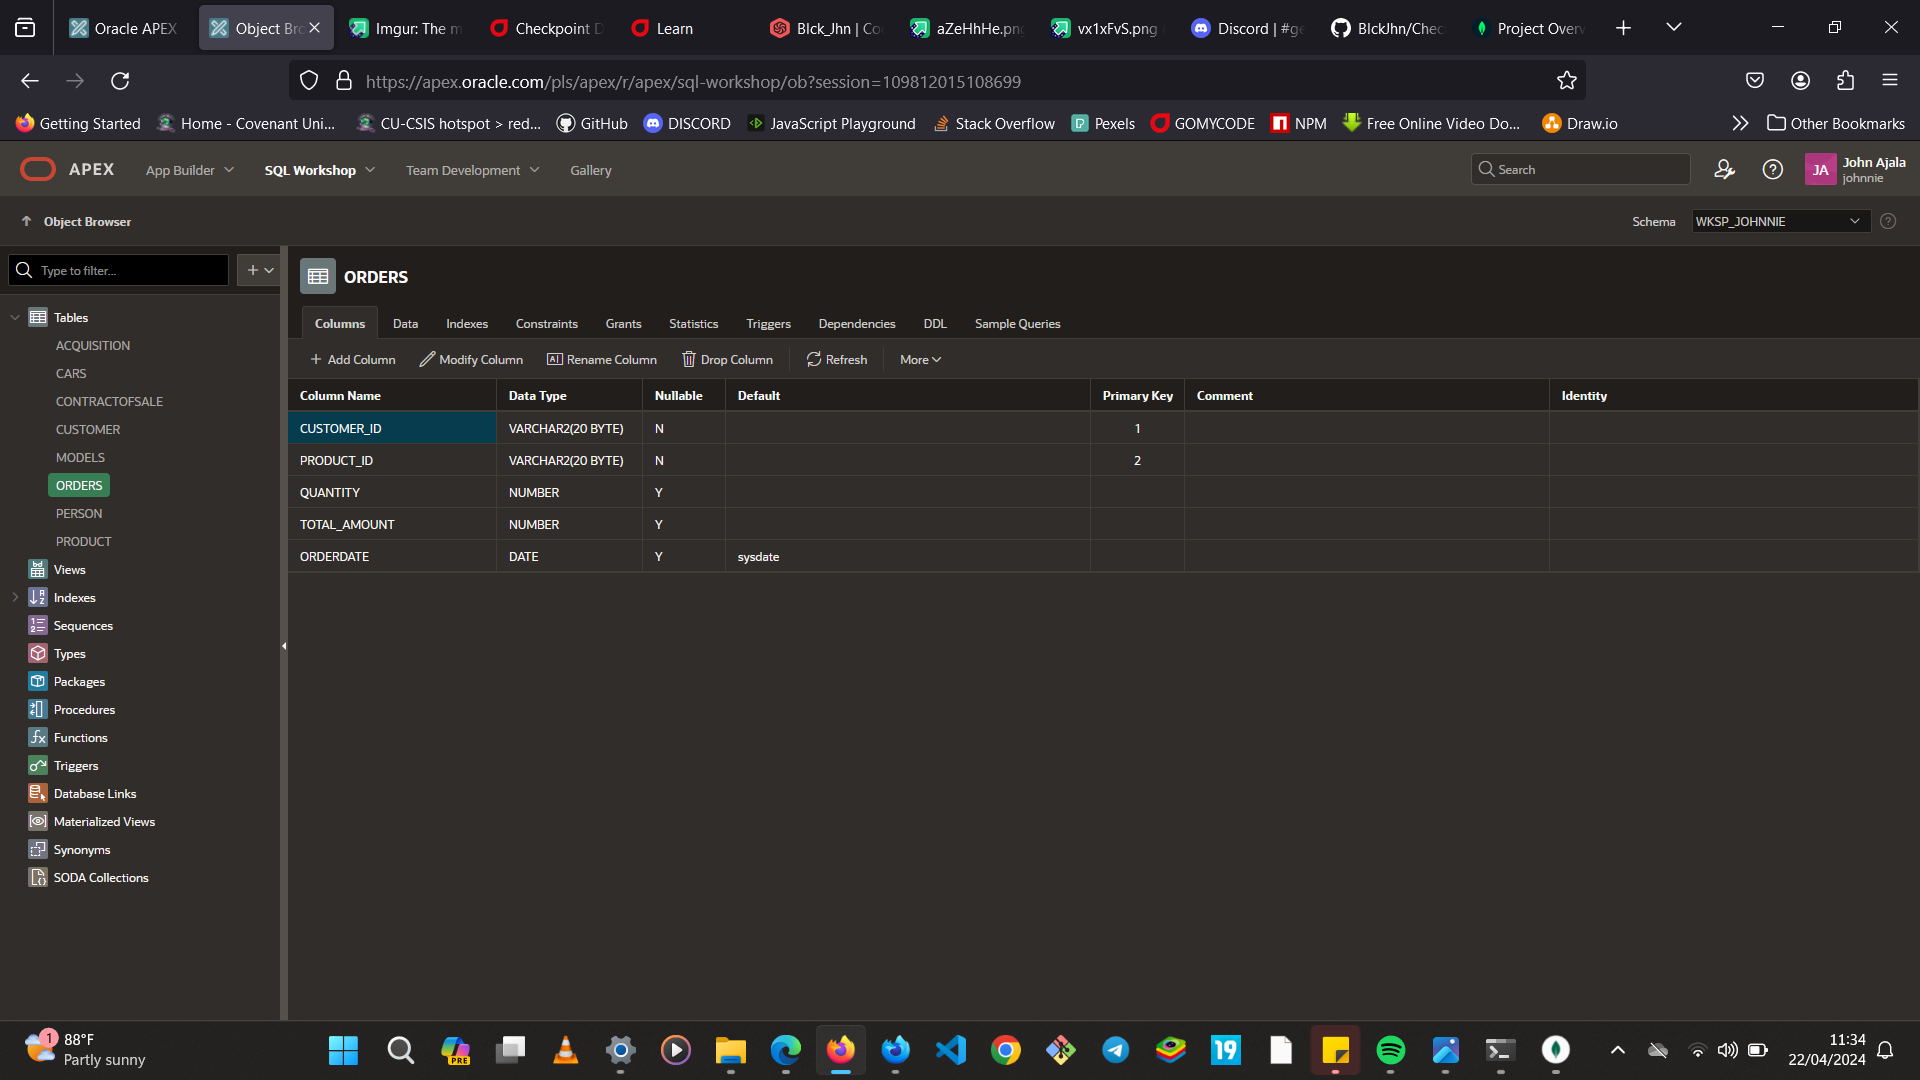 Oracle APEX
Object Bro
Imgur: The m
Checkpoint D
Learn
Blck_Jhn | Co
aZeHhHe.png
vx1xFvS.png
Discord | #ge
BlckJhn/Chec
Project Overv
https://apex.oracle.com/pls/apex/r/apex/sql-workshop/ob?session=109812015108699
Getting Started
Home - Covenant Uni...
CU-CSIS hotspot > red...
GitHub
DISCORD
JavaScript Playground
Stack Overflow
Pexels
GOMYCODE
NPM
Free Online Video Do...
Draw.io
Other Bookmarks
APEX
App Builder
SQL Workshop
Team Development
Gallery
Search
JA
John Ajala
johnnie
Object Browser
Schema
WKSP_JOHNNIE
Type to filter...
Tables
ACQUISITION
CARS
CONTRACTOFSALE
CUSTOMER
MODELS
ORDERS
PERSON
PRODUCT
Views
Indexes
Sequences
Types
Packages
Procedures
Functions
Triggers
Database Links
Materialized Views
Synonyms
SODA Collections
ORDERS
Columns Data Indexes Constraints Grants Statistics Triggers Dependencies DDL Sample Queries
Add Column Modify Column Rename Column Drop Column Refresh More
Column Name Data Type Nullable Default Primary Key Comment Identity
CUSTOMER_ID VARCHAR2(20 BYTE) N 1
PRODUCT_ID VARCHAR2(20 BYTE) N 2
QUANTITY NUMBER Y
TOTAL_AMOUNT NUMBER Y
ORDERDATE DATE Y sysdate
1
88°F
Partly sunny
PRE
19
11:34
22/04/2024